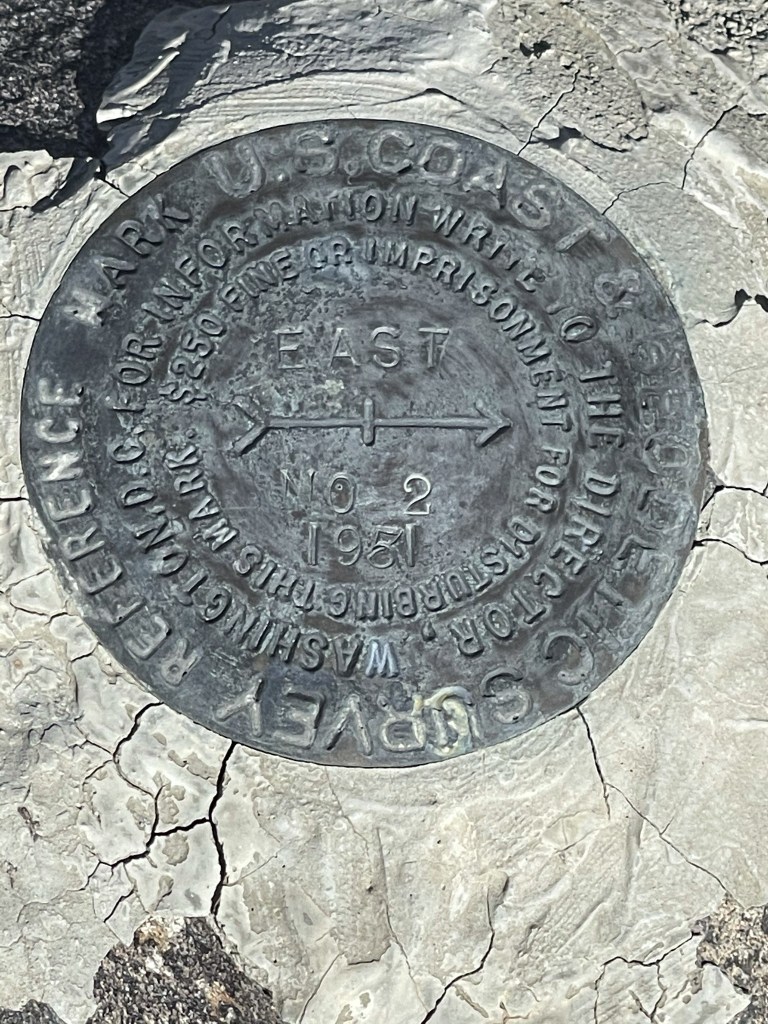 U.S. COAST & GEODETIC SURVEY
REFERENCE MARK
FOR INFORMATION WRITE TO THE DIRECTOR, WASHINGTON, D.C.
$250 FINE OR IMPRISONMENT FOR DISTURBING THIS MARK.
EAST
NO 2
1951